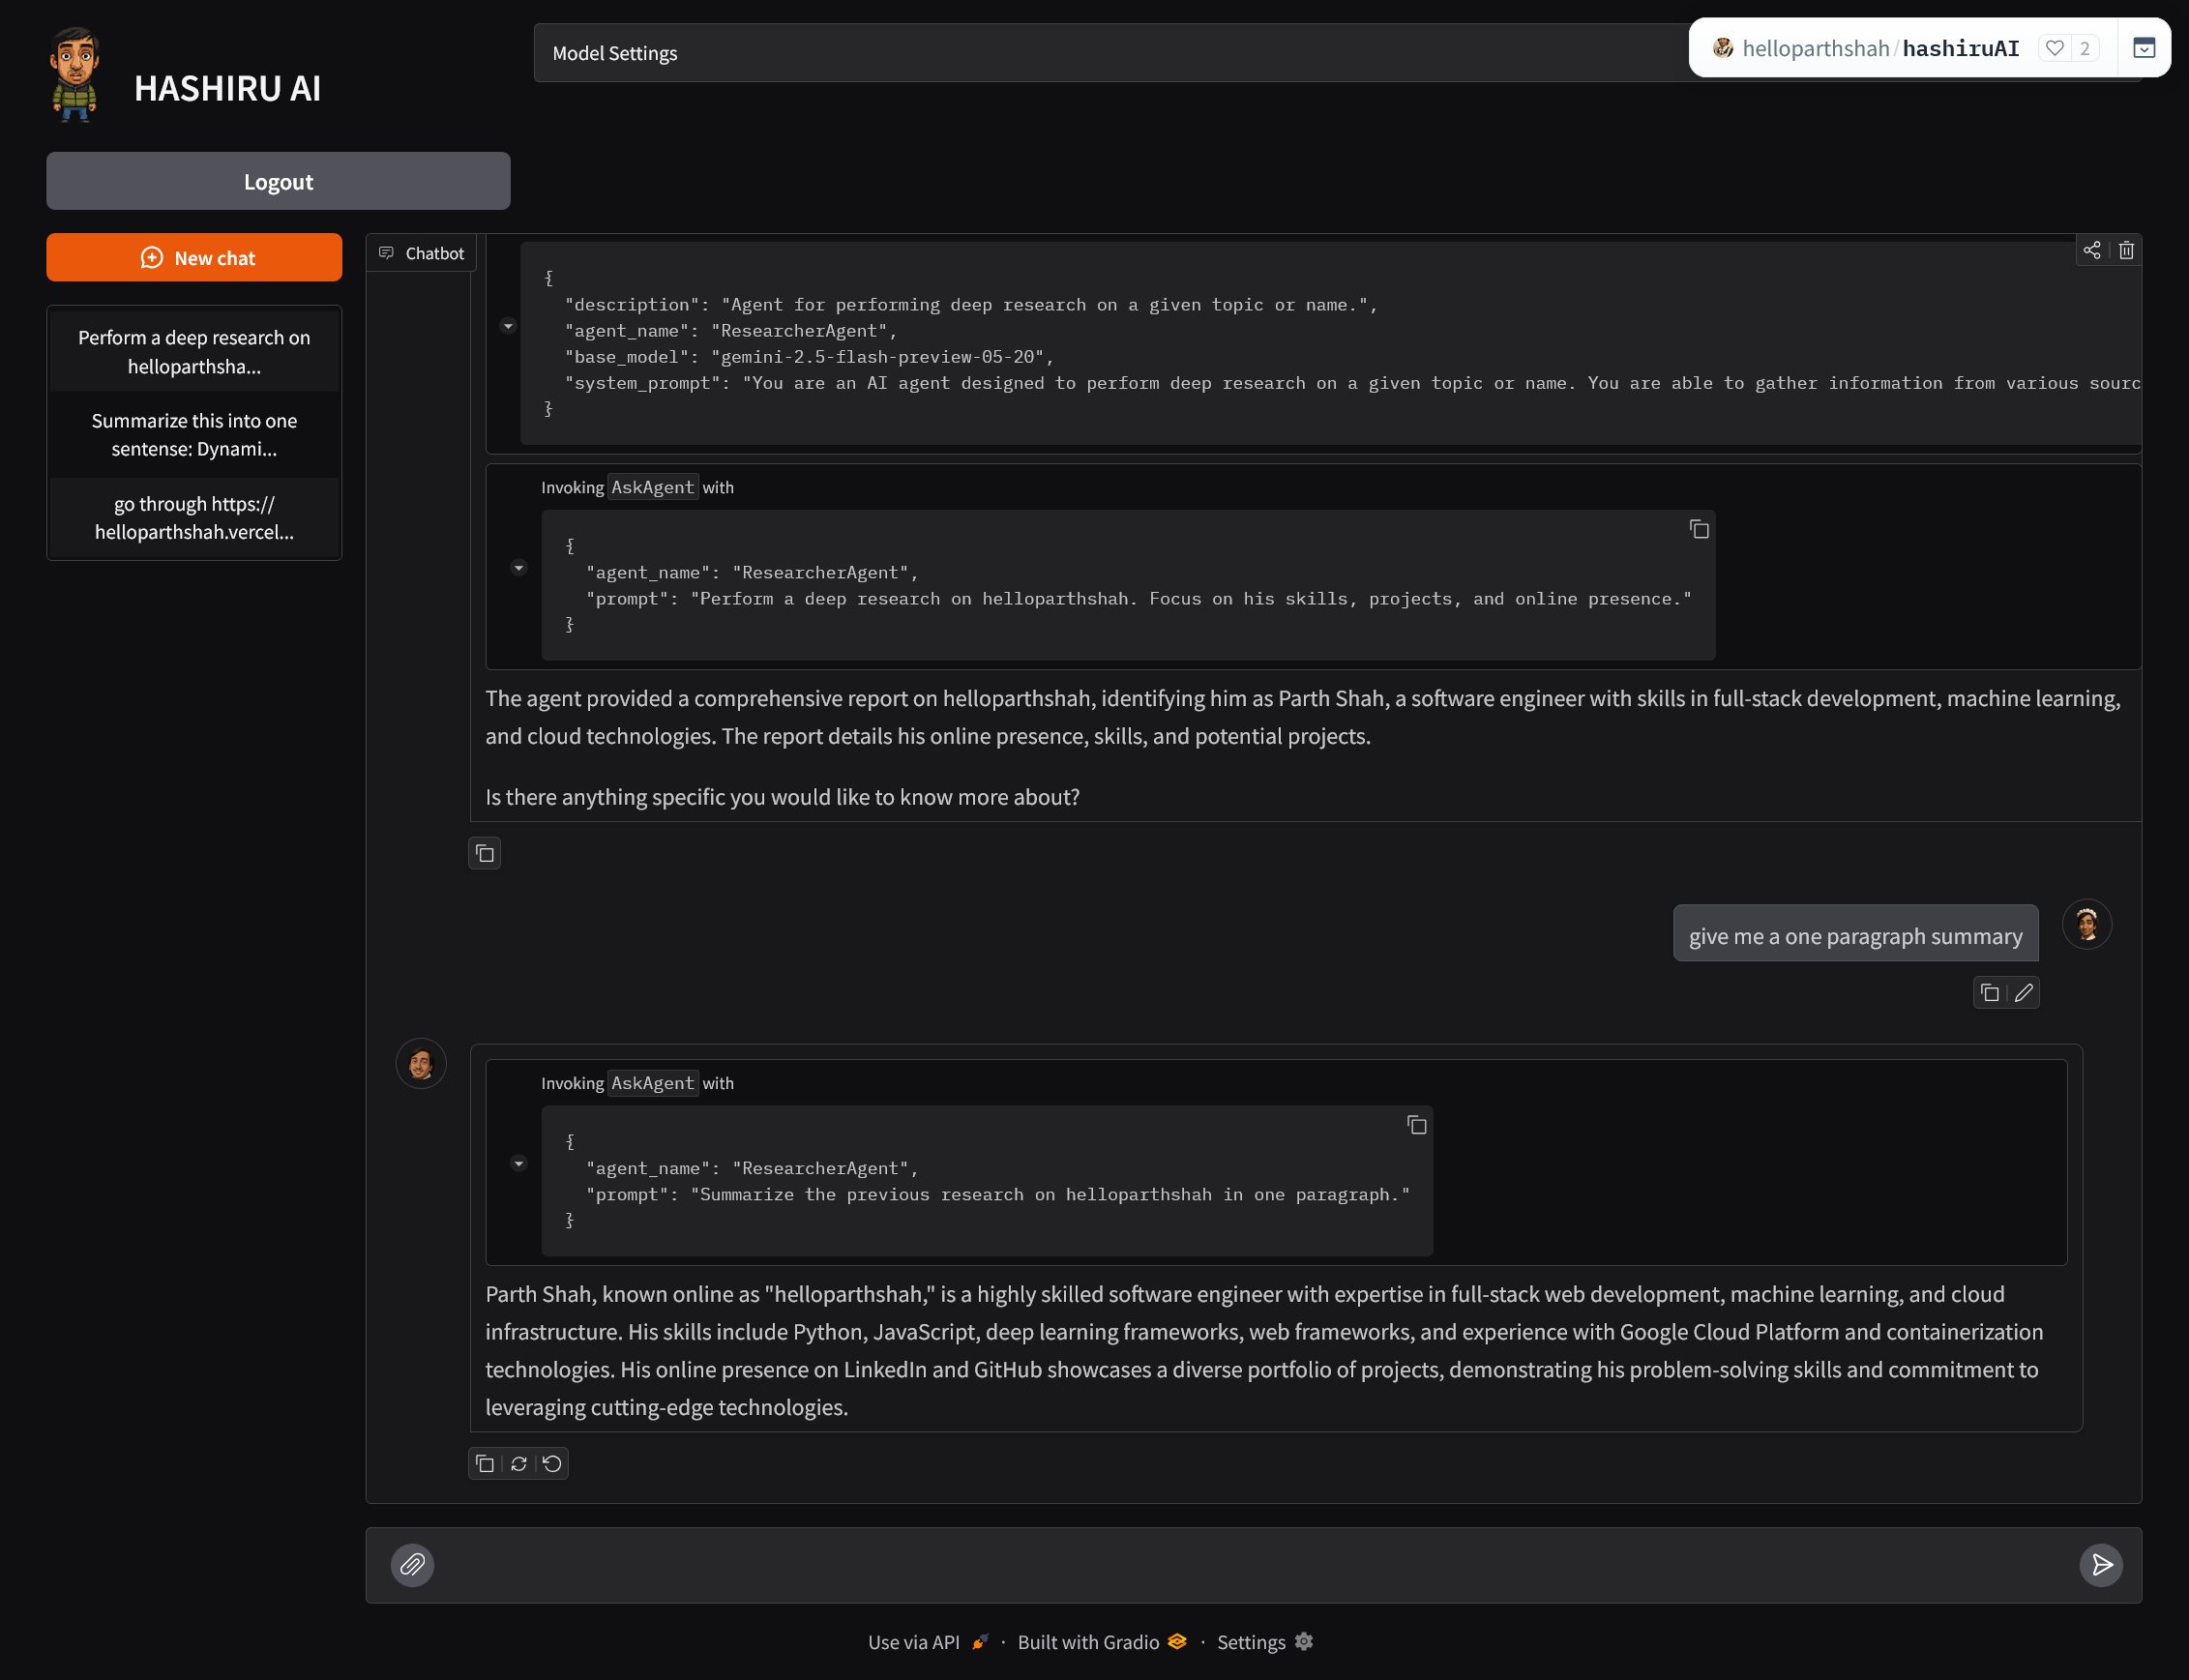 HASHIRU AI
Model Settings
helloparthshah/hashiruAI
2
Logout
New chat
Perform a deep research on
helloparthsha...
Summarize this into one
sentense: Dynami...
go through https://
helloparthshah.vercel...
Chatbot
{
"description": "Agent for performing deep research on a given topic or name.",
"agent_name": "ResearcherAgent",
"base_model": "gemini-2.5-flash-preview-05-20",
"system_prompt": "You are an AI agent designed to perform deep research on a given topic or name. You are able to gather information from various sourc
}
Invoking AskAgent with
{
"agent_name": "ResearcherAgent",
"prompt": "Perform a deep research on helloparthshah. Focus on his skills, projects, and online presence."
}
The agent provided a comprehensive report on helloparthshah, identifying him as Parth Shah, a software engineer with skills in full-stack development, machine learning,
and cloud technologies. The report details his online presence, skills, and potential projects.
Is there anything specific you would like to know more about?
give me a one paragraph summary
Invoking AskAgent with
{
"agent_name": "ResearcherAgent",
"prompt": "Summarize the previous research on helloparthshah in one paragraph."
}
Parth Shah, known online as "helloparthshah," is a highly skilled software engineer with expertise in full-stack web development, machine learning, and cloud
infrastructure. His skills include Python, JavaScript, deep learning frameworks, web frameworks, and experience with Google Cloud Platform and containerization
technologies. His online presence on LinkedIn and GitHub showcases a diverse portfolio of projects, demonstrating his problem-solving skills and commitment to
leveraging cutting-edge technologies.
Use via API · Built with Gradio · Settings